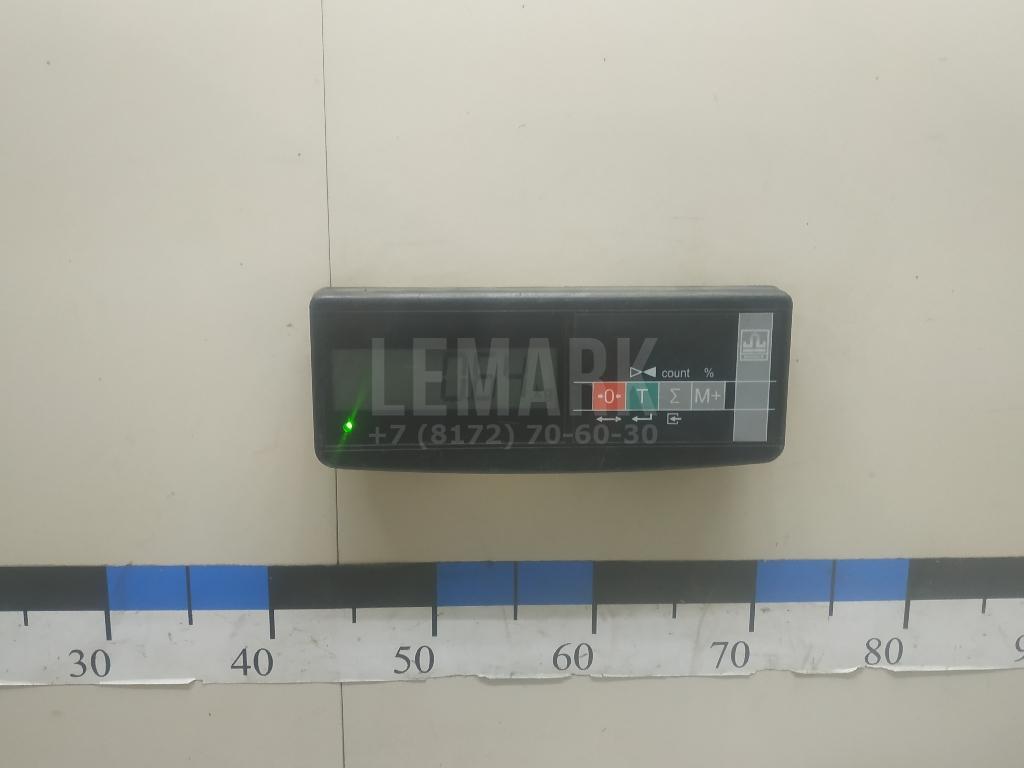 LEMARK
count %
→0← T Σ M+
+7 (8172) 70-60-30
30 40 50 60 70 80